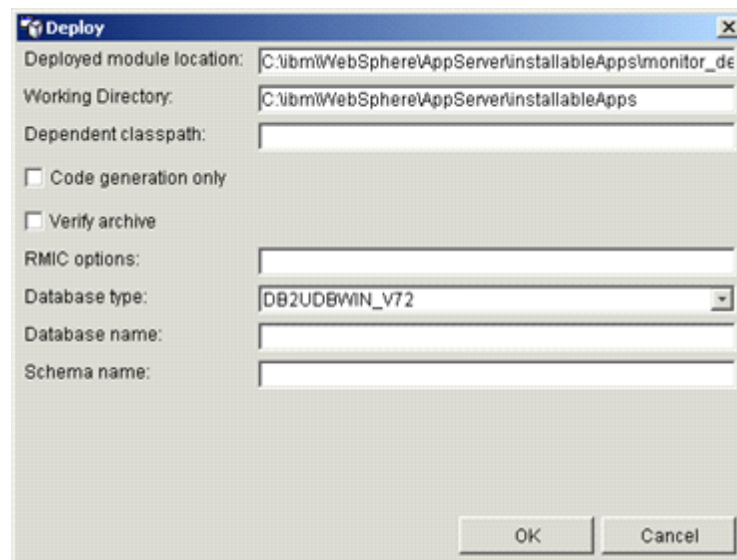 Deploy
Deployed module location: C:\ibm\WebSphere\AppServer\installableApps\monitor_de
Working Directory: C:\ibm\WebSphere\AppServer\installableApps
Dependent classpath:
Code generation only
Verify archive
RMIC options:
Database type: DB2UDBWIN_V72
Database name:
Schema name:
OK Cancel